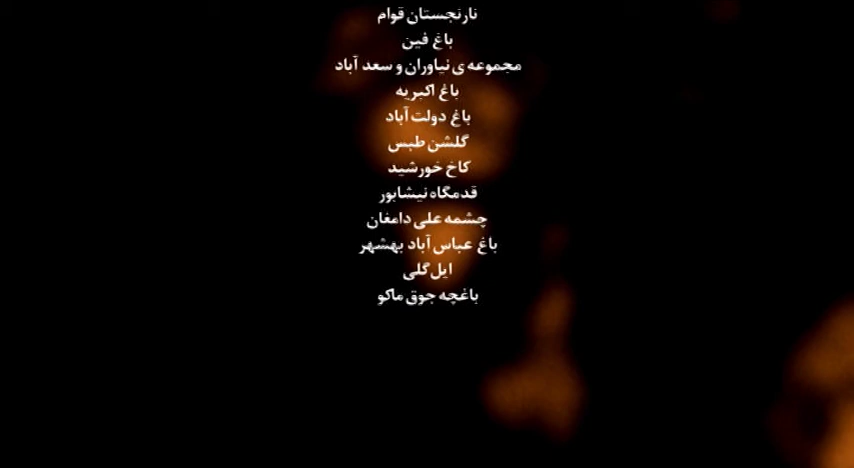 نارنجستان قوام
باغ فین
مجموعه ی نیاوران و سعد آباد
باغ اکبریه
باغ دولت آباد
گلشن طبس
کاخ خورشید
قدمگاه نیشابور
چشمه علی دامغان
باغ عباس آباد بهشهر
ایل گلی
باغچه جوق ماکو